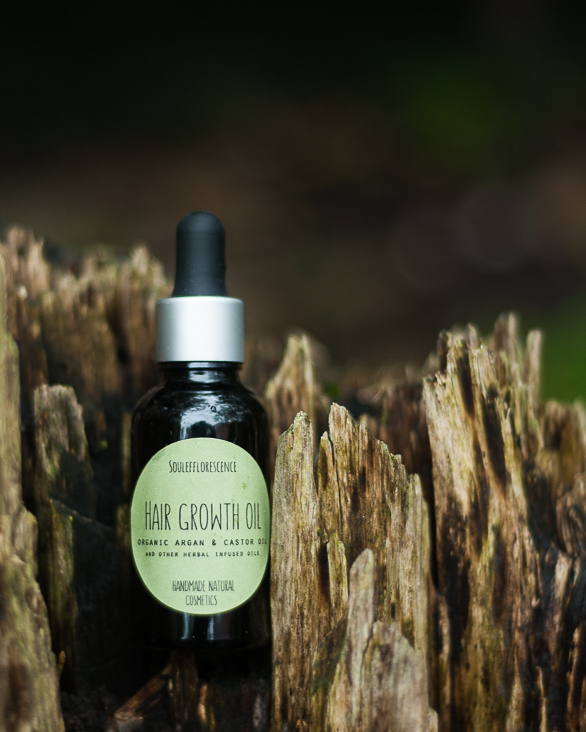 SOULEFFLORESCENCE
HAIR GROWTH OIL
ORGANIC ARGAN & CASTOR OIL
AND OTHER HERBAL INFUSED OILS
HANDMADE NATURAL
COSMETICS